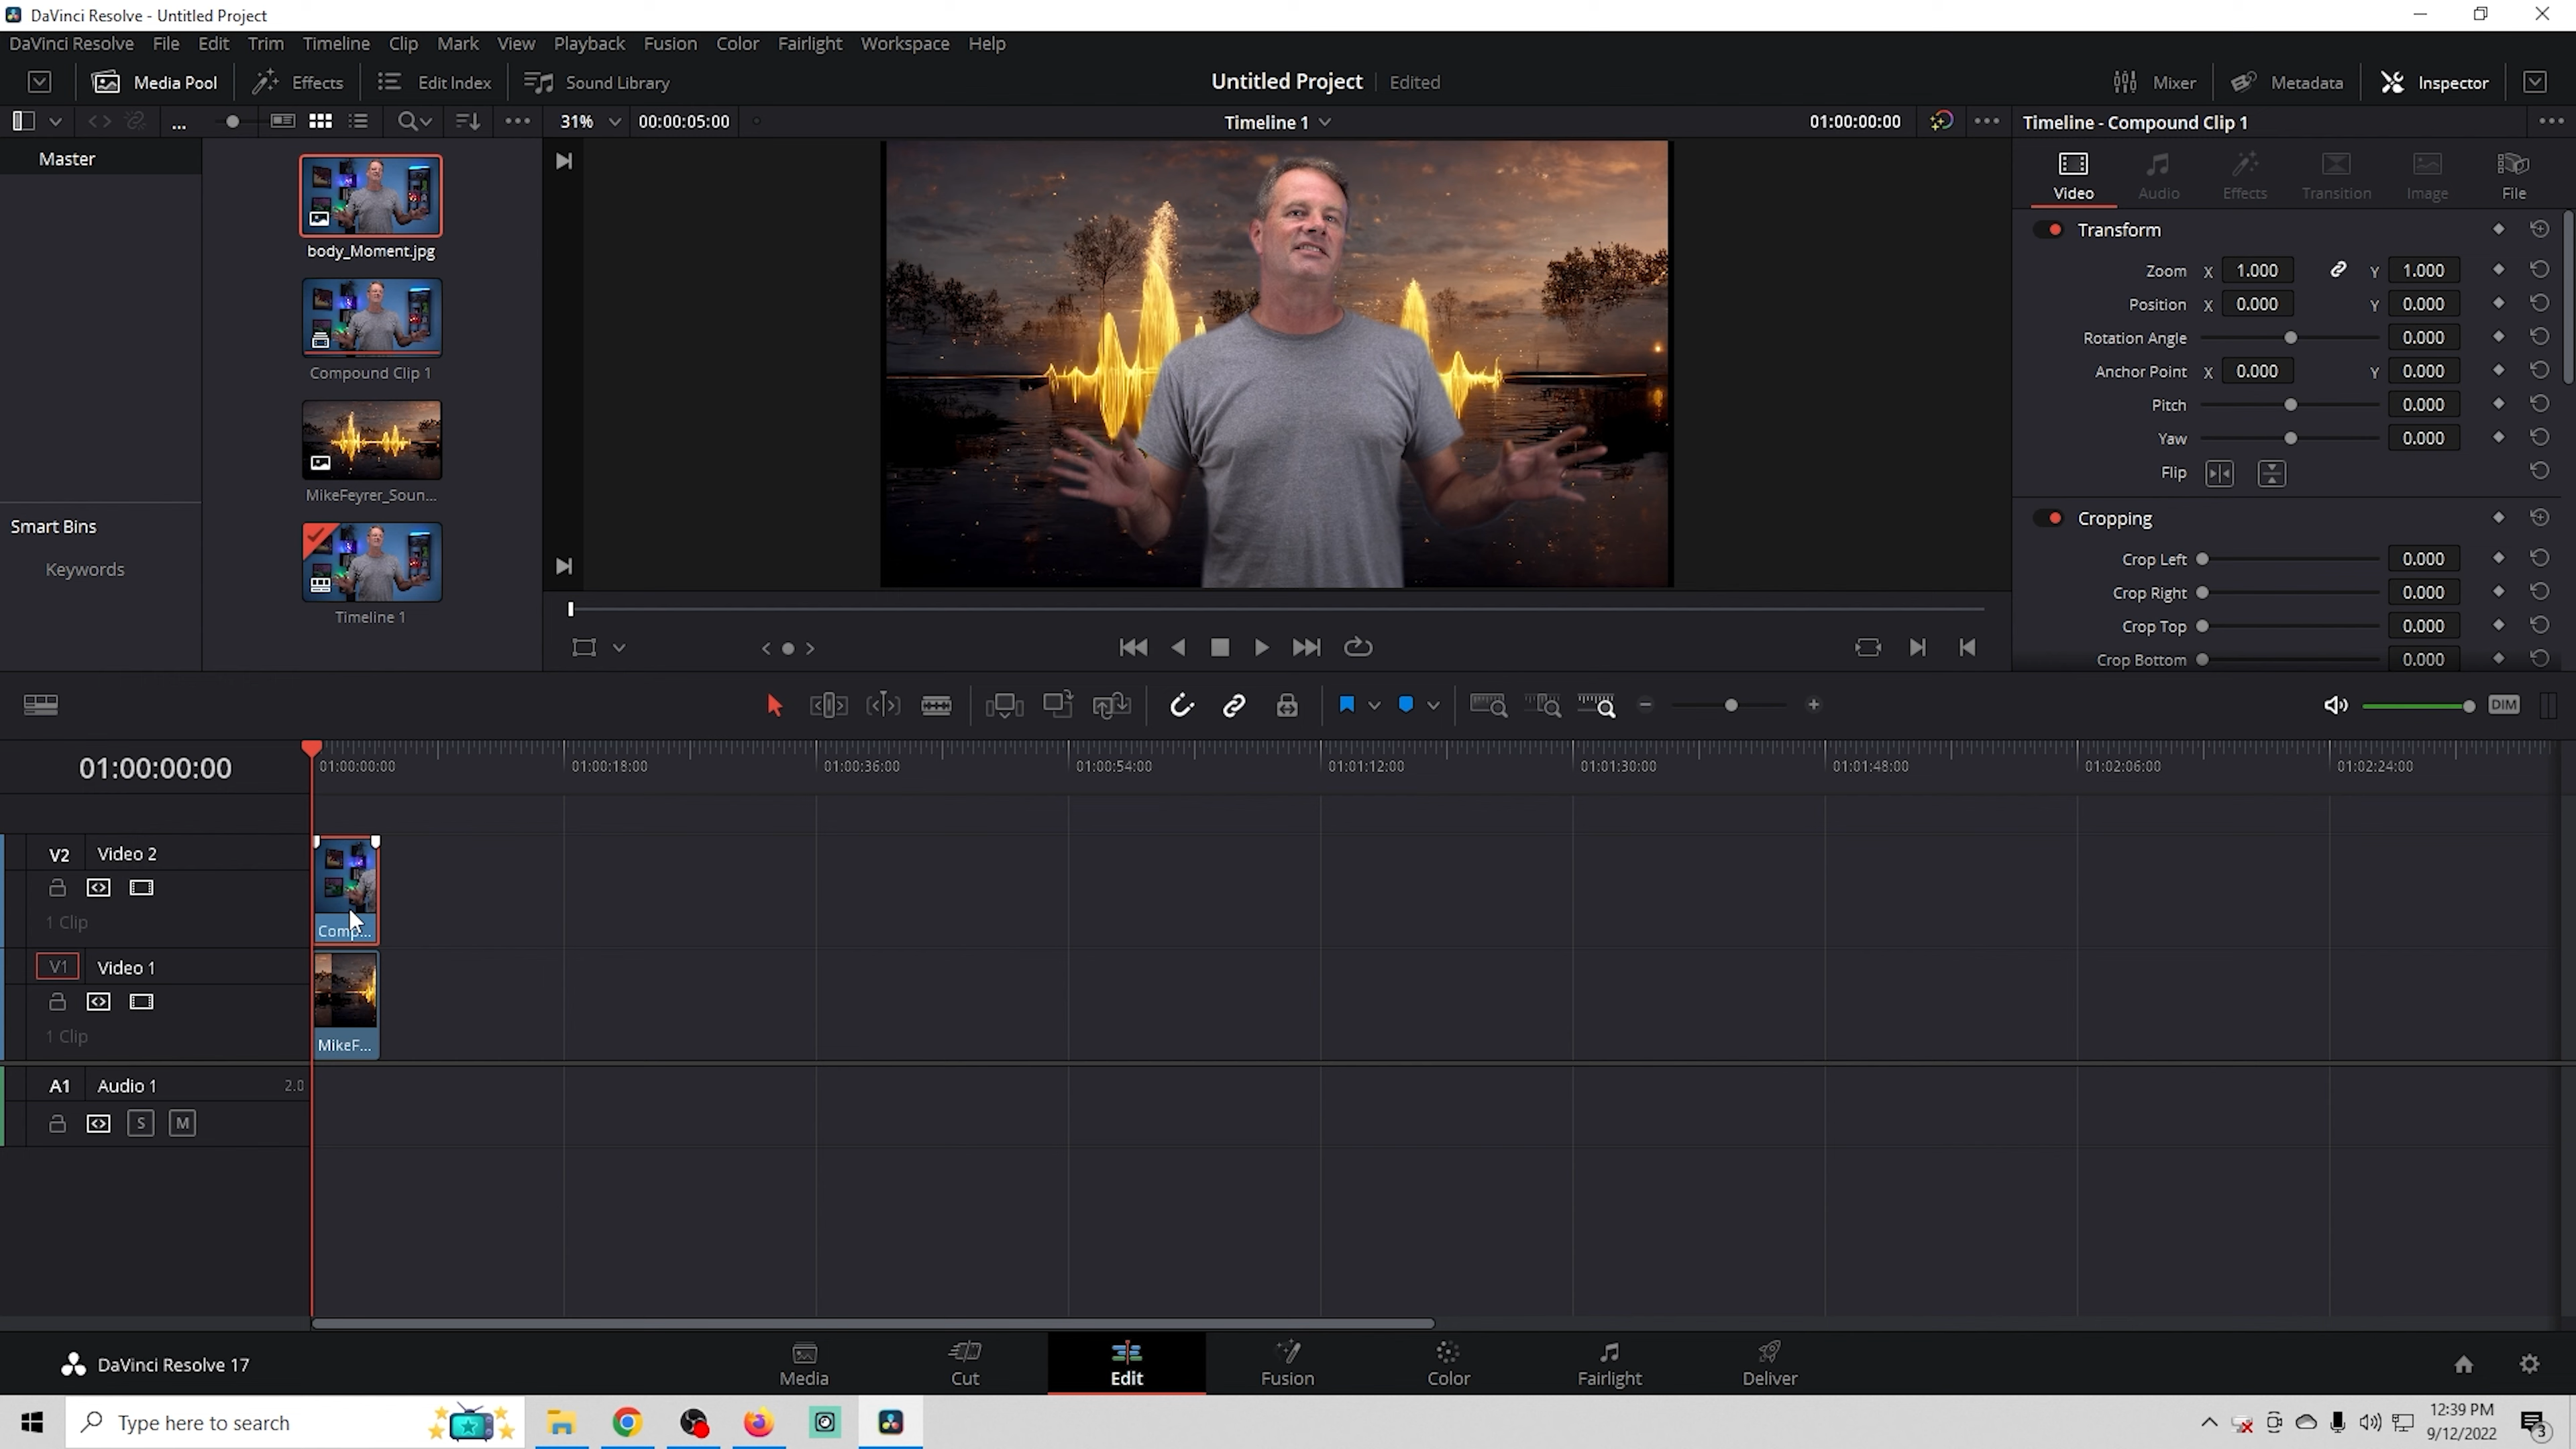 DaVinci Resolve - Untitled Project
DaVinci Resolve File Edit Trim Timeline Clip Mark View Playback Fusion Color Fairlight Workspace Help
Media Pool Effects Edit Index Sound Library Untitled Project Edited Mixer Metadata Inspector
... 31% 00:00:05:00 Timeline 1 01:00:00:00 Timeline - Compound Clip 1
Master
Video Audio Effects Transition Image File
body_Moment.jpg
Transform
Zoom X 1.000 Y 1.000
Position X 0.000 Y 0.000
Rotation Angle 0.000
Compound Clip 1
Anchor Point X 0.000 Y 0.000
Pitch 0.000
Yaw 0.000
Flip
MikeFeyrer_Soun...
Smart Bins
Cropping
Keywords
Crop Left 0.000
Crop Right 0.000
Timeline 1
Crop Top 0.000
Crop Bottom 0.000
DIM
01:00:00:00
01:00:00:00 01:00:18:00 01:00:36:00 01:00:54:00 01:01:12:00 01:01:30:00 01:01:48:00 01:02:06:00 01:02:24:00
V2 Video 2
1 Clip
Comp...
V1 Video 1
1 Clip
MikeF...
A1 Audio 1 2.0
S M
DaVinci Resolve 17
Media Cut Edit Fusion Color Fairlight Deliver
Type here to search
12:39 PM
9/12/2022
3